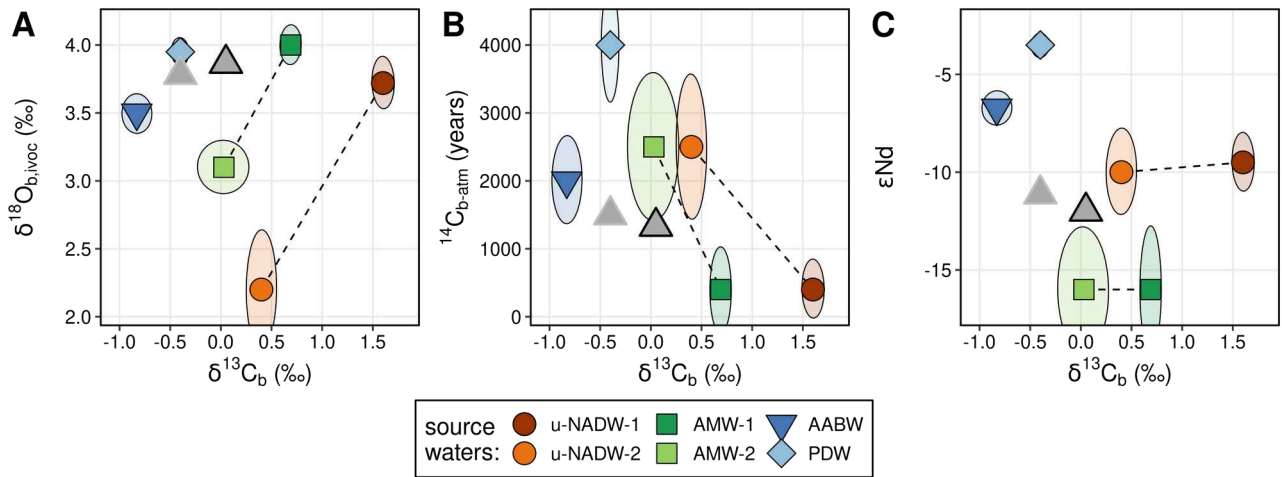 A
δ18Ob,ivoc (‰)
4.0
3.5
3.0
2.5
2.0
-1.0 -0.5 0.0 0.5 1.0 1.5
δ13Cb (‰)
B
14Cb-atm (years)
4000
3000
2000
1000
0
-1.0 -0.5 0.0 0.5 1.0 1.5
δ13Cb (‰)
C
εNd
-5
-10
-15
-1.0 -0.5 0.0 0.5 1.0 1.5
δ13Cb (‰)
source u-NADW-1 AMW-1 AABW
waters: u-NADW-2 AMW-2 PDW